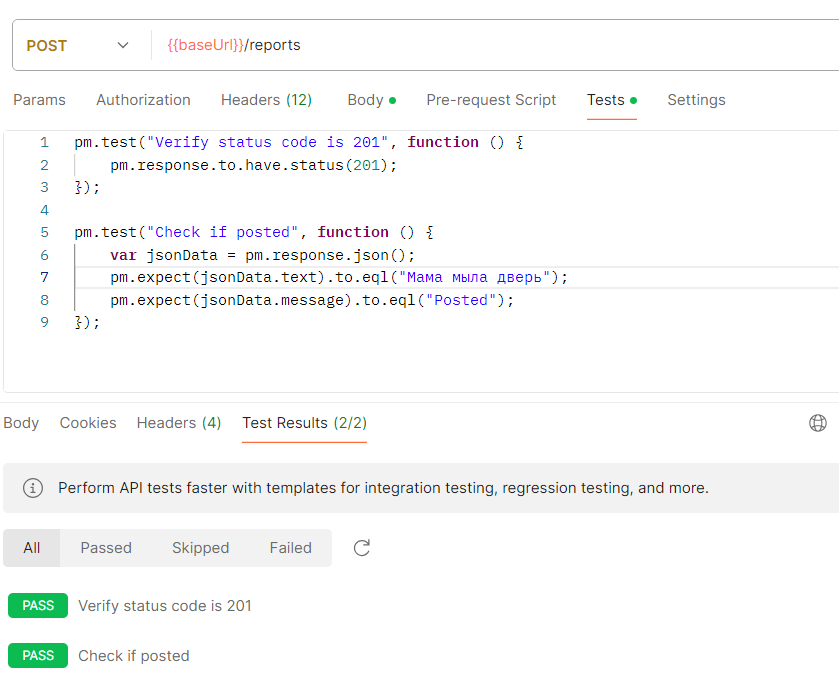 POST {{baseUrl}}/reports
Params Authorization Headers (12) Body Pre-request Script Tests Settings
1 pm.test("Verify status code is 201", function () {
2 pm.response.to.have.status(201);
3 });
4
5 pm.test("Check if posted", function () {
6 var jsonData = pm.response.json();
7 pm.expect(jsonData.text).to.eql("Мама мыла дверь");
8 pm.expect(jsonData.message).to.eql("Posted");
9 });
Body Cookies Headers (4) Test Results (2/2)
Perform API tests faster with templates for integration testing, regression testing, and more.
All Passed Skipped Failed
PASS Verify status code is 201
PASS Check if posted